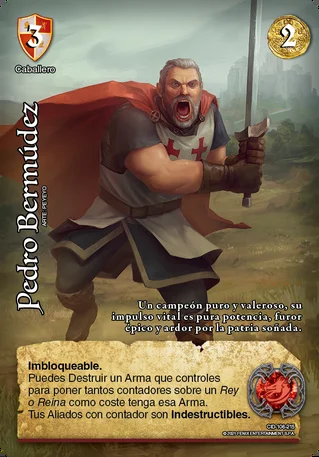 3
2
Caballero
Pedro Bermúdez
ARTE: PEYEYO
Un campeón puro y valeroso, su
impulso vital es pura potencia, furor
épico y ardor por la patria soñada.
Imbloqueable.
Puedes Destruir un Arma que controles
para poner tantos contadores sobre un Rey
o Reina como coste tenga esa Arma.
Tus Aliados con contador son Indestructibles.
CID-106-215
© 2021 FENIX ENTERTAINMENT S.P.A.